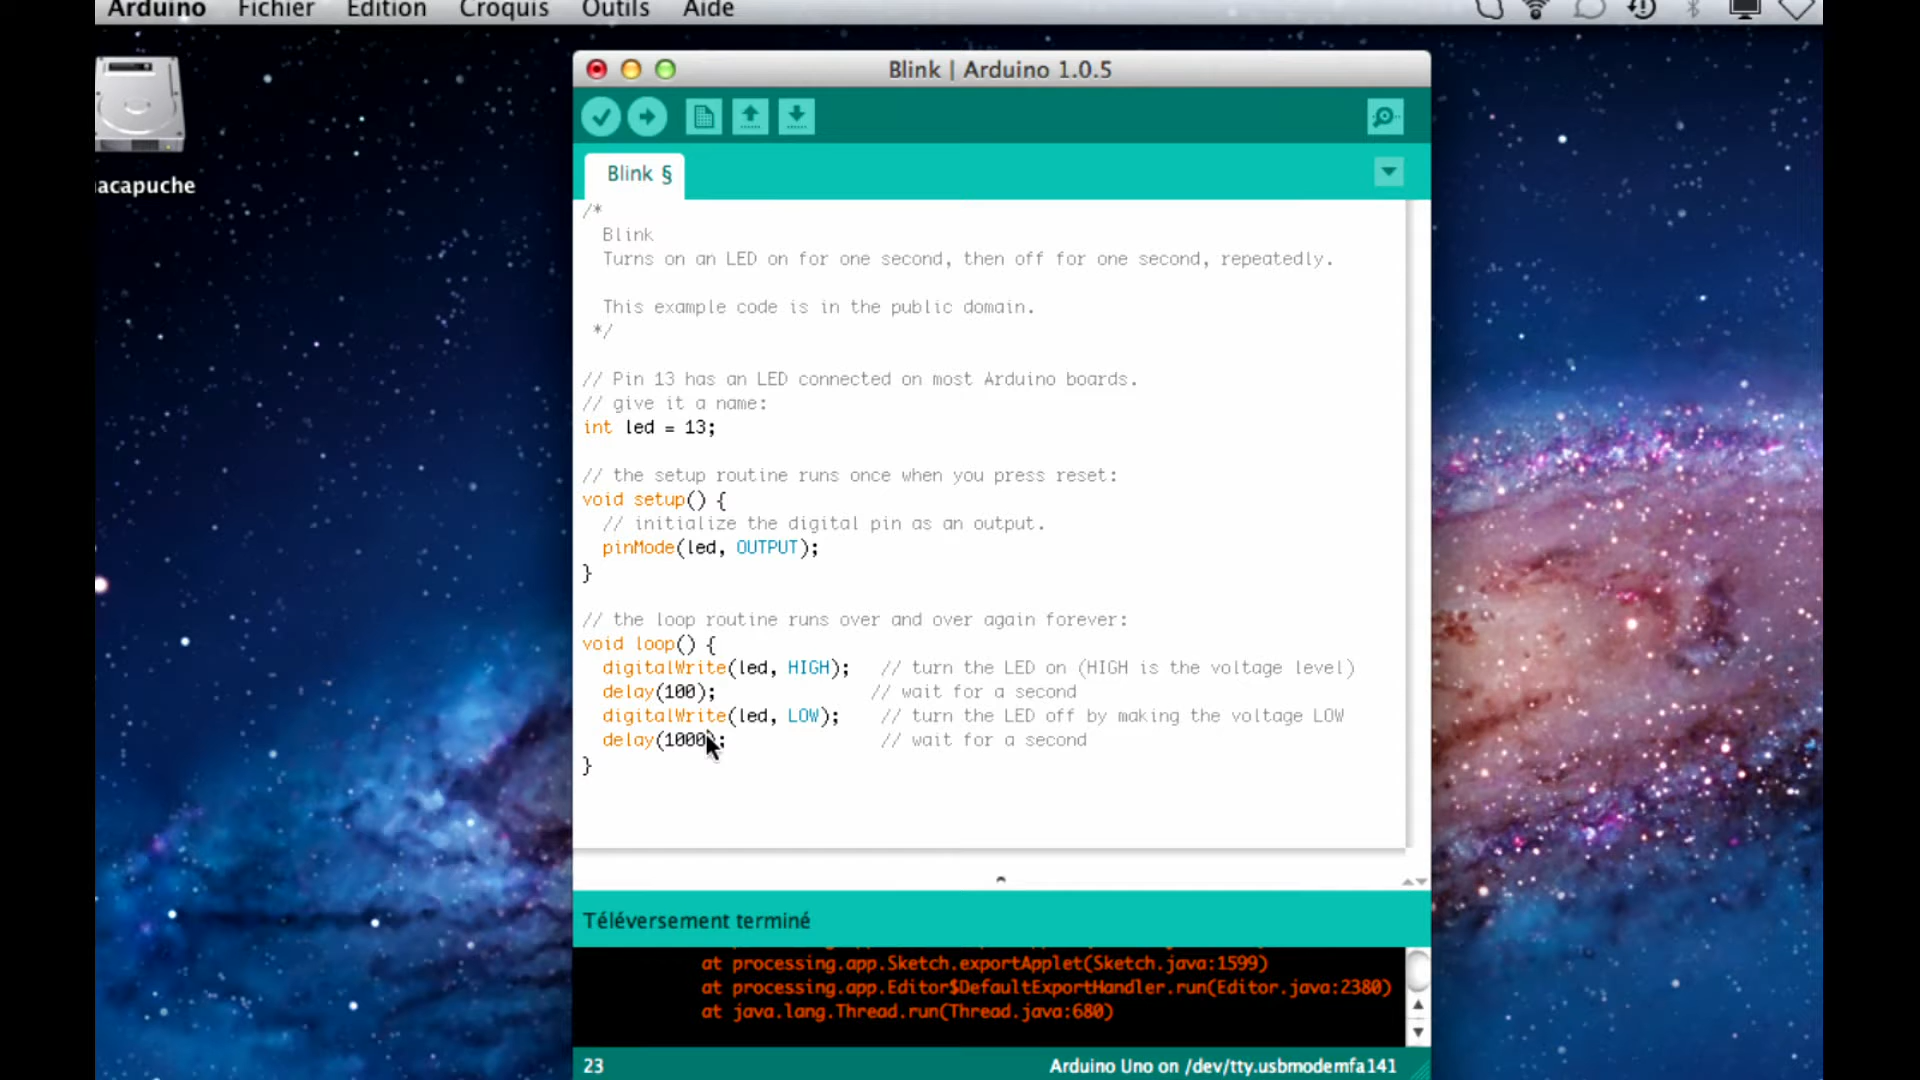 Arduino Fichier Édition Croquis Outils Aide
acapuche
Blink | Arduino 1.0.5
Blink §
/*
Blink
Turns on an LED on for one second, then off for one second, repeatedly.
This example code is in the public domain.
*/
// Pin 13 has an LED connected on most Arduino boards.
// give it a name:
int led = 13;
// the setup routine runs once when you press reset:
void setup() {
// initialize the digital pin as an output.
pinMode(led, OUTPUT);
}
// the loop routine runs over and over again forever:
void loop() {
digitalWrite(led, HIGH);   // turn the LED on (HIGH is the voltage level)
delay(100);               // wait for a second
digitalWrite(led, LOW);    // turn the LED off by making the voltage LOW
delay(1000);               // wait for a second
}
Téléversement terminé
at processing.app.Sketch.exportApplet(Sketch.java:1599)
at processing.app.Editor$DefaultExportHandler.run(Editor.java:2380)
at java.lang.Thread.run(Thread.java:680)
23
Arduino Uno on /dev/tty.usbmodemfa141